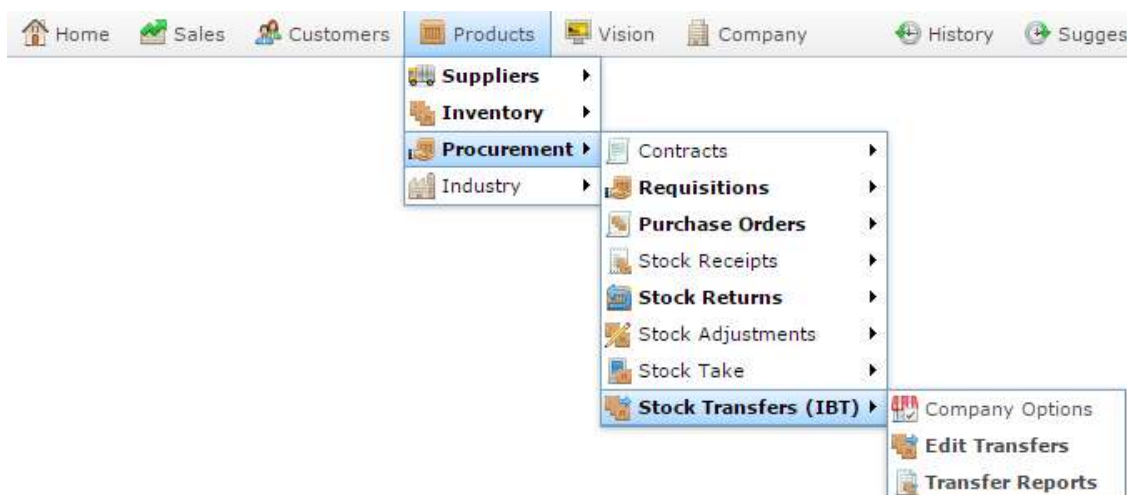 Home Sales Customers Products Vision Company History Sugges
Suppliers
Inventory
Procurement
Industry
Contracts
Requisitions
Purchase Orders
Stock Receipts
Stock Returns
Stock Adjustments
Stock Take
Stock Transfers (IBT)
Company Options
Edit Transfers
Transfer Reports